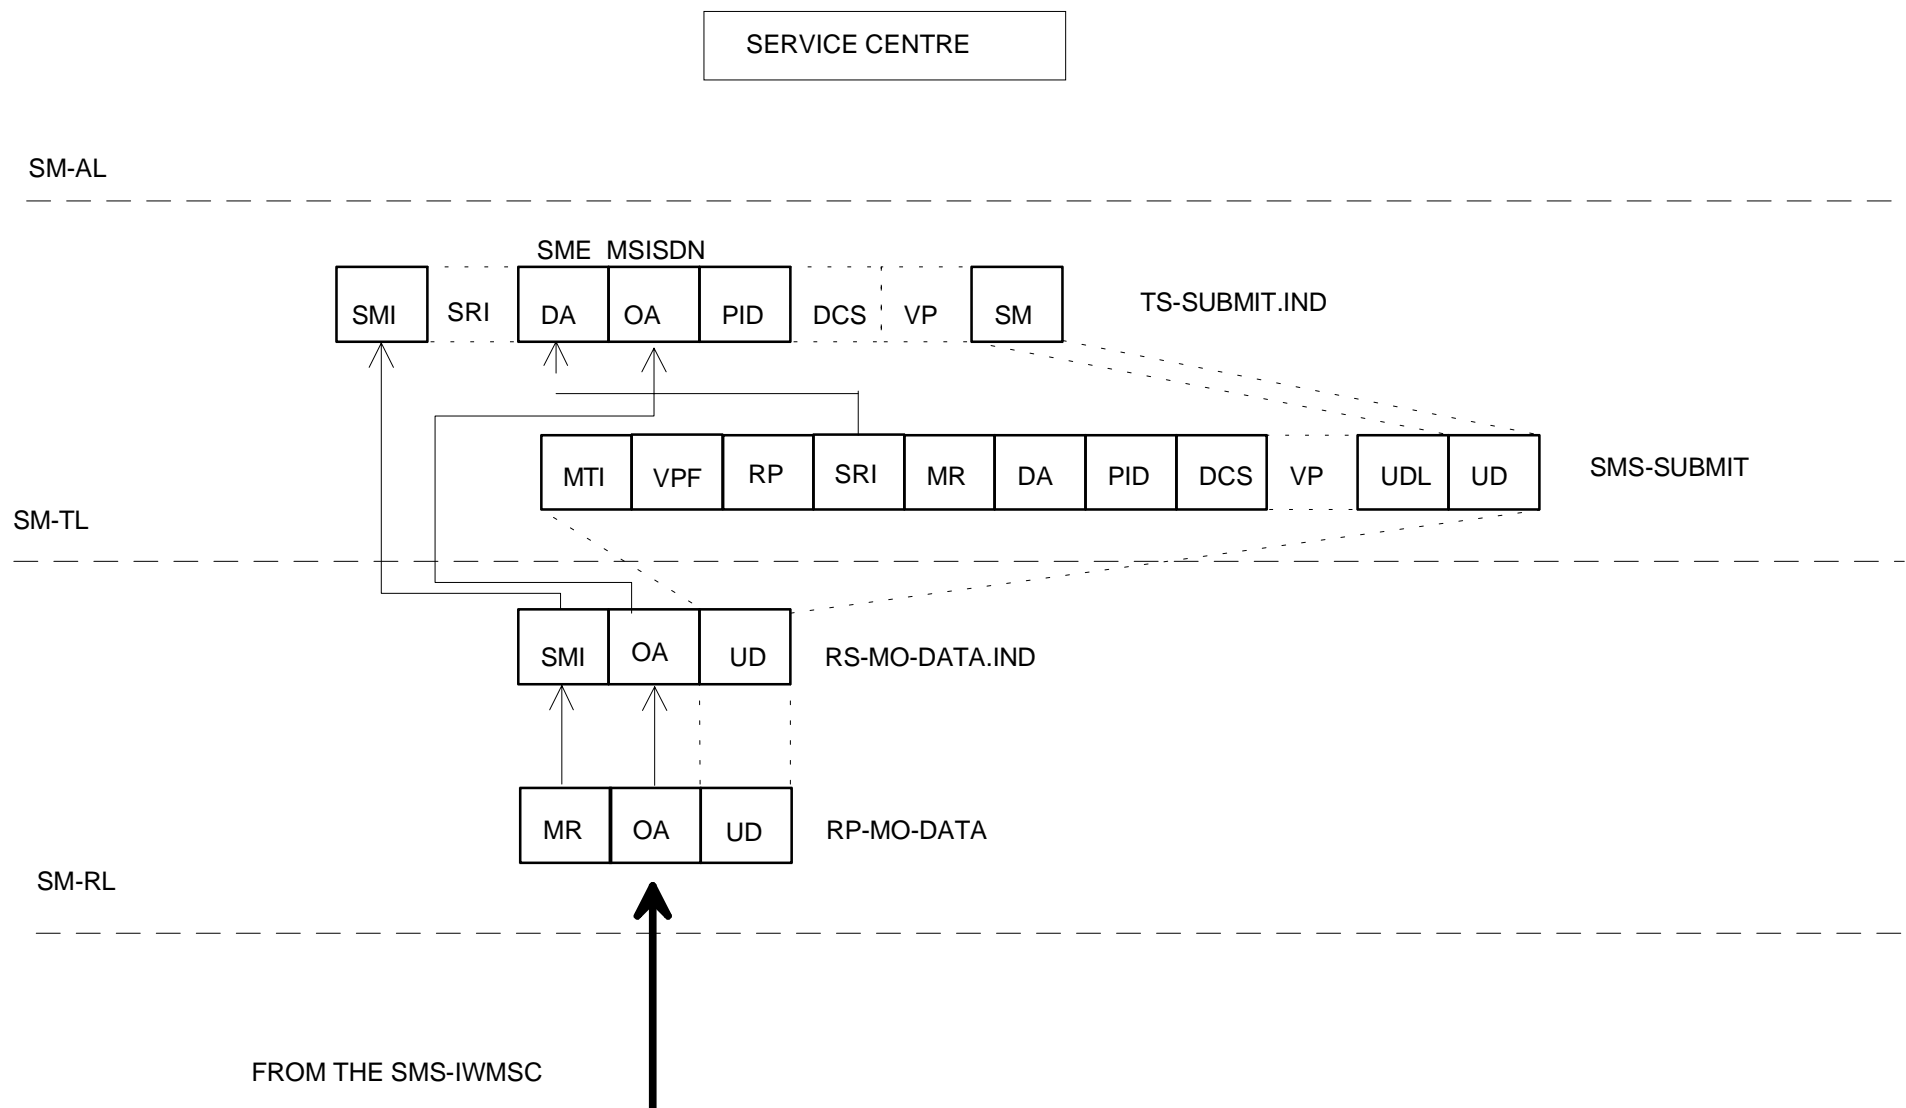 SERVICE CENTRE
SM-AL
SME MSISDN
SMI SRI DA OA PID DCS VP SM TS-SUBMIT.IND
MTI VPF RP SRI MR DA PID DCS VP UDL UD SMS-SUBMIT
SM-TL
SMI OA UD RS-MO-DATA.IND
MR OA UD RP-MO-DATA
SM-RL
FROM THE SMS-IWMSC